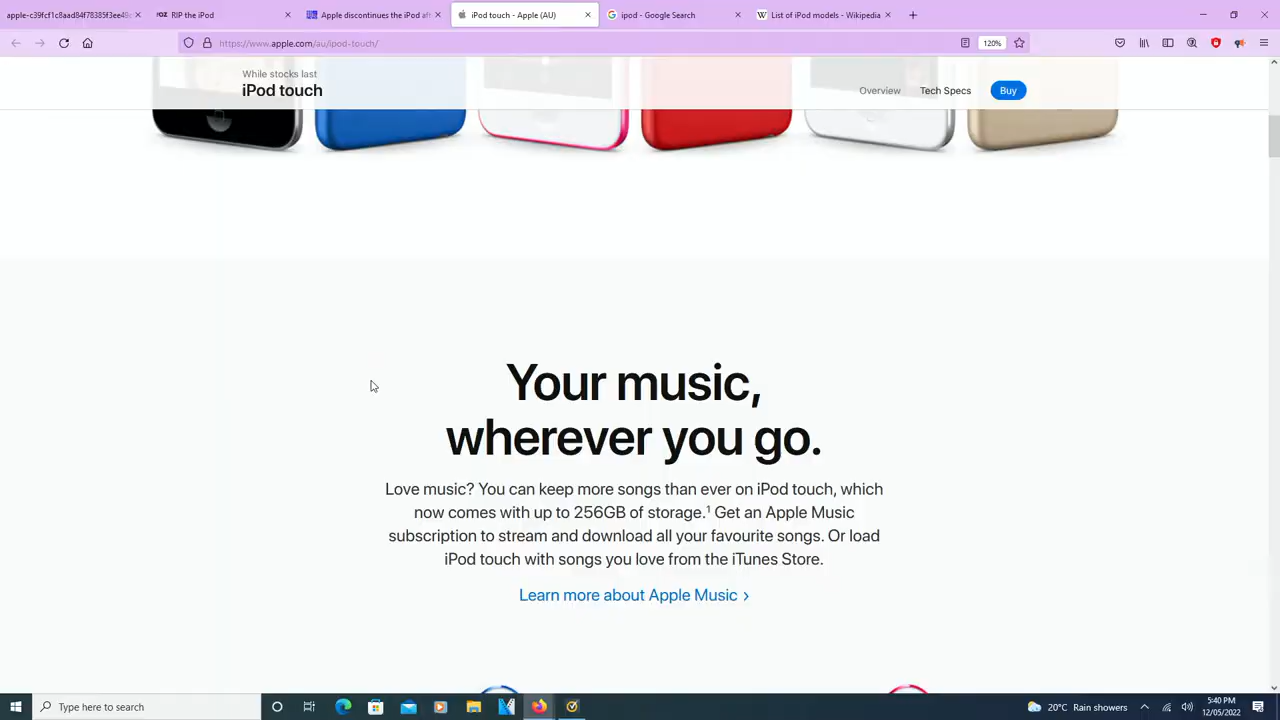 apple-c39fcf1c8aad84f78385f3ee48
RIP the iPod
Apple discontinues the iPod aft
iPod touch - Apple (AU)
ipod - Google Search
List of iPod models - Wikipedia
https://www.apple.com/au/ipod-touch/
120%
While stocks last
iPod touch
Overview
Tech Specs
Buy
Your music,
wherever you go.
Love music? You can keep more songs than ever on iPod touch, which
now comes with up to 256GB of storage.¹ Get an Apple Music
subscription to stream and download all your favourite songs. Or load
iPod touch with songs you love from the iTunes Store.
Learn more about Apple Music ›
Type here to search
20°C Rain showers
5:40 PM
12/05/2022